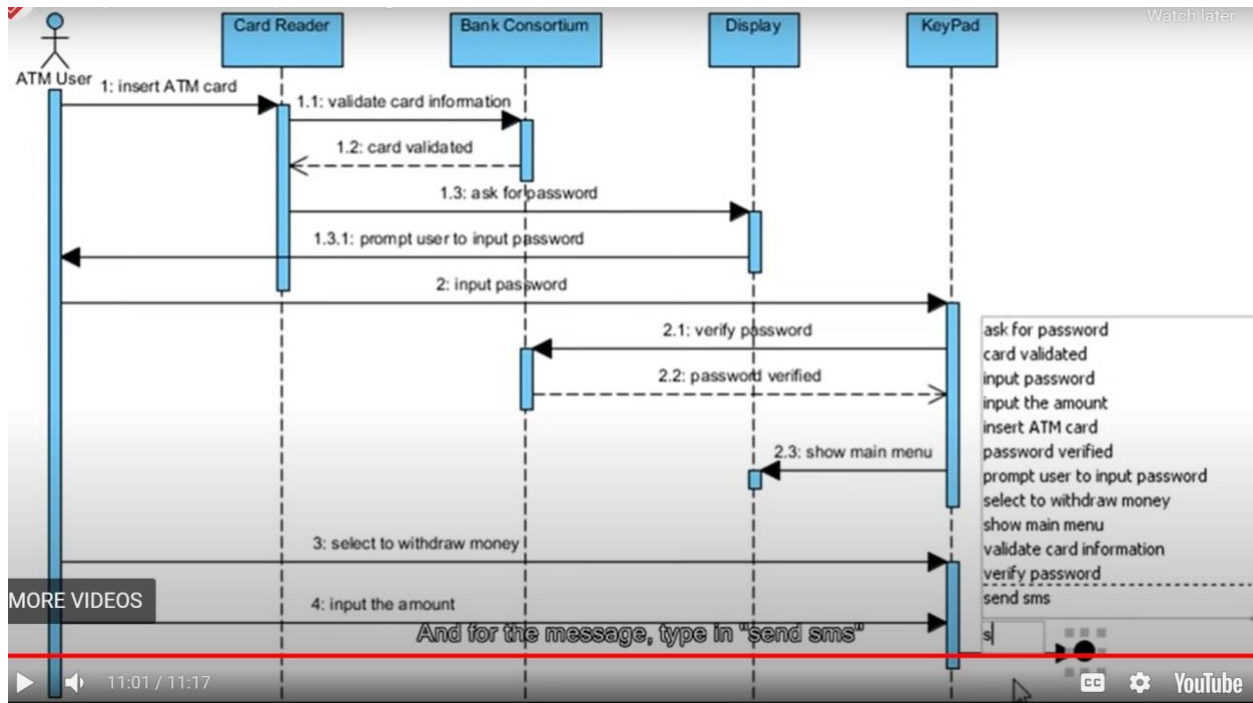 Watch later
Card Reader
Bank Consortium
Display
KeyPad
ATM User
1: insert ATM card
1.1: validate card information
1.2: card validated
1.3: ask for password
1.3.1: prompt user to input password
2: input password
2.1: verify password
2.2: password verified
2.3: show main menu
3: select to withdraw money
4: input the amount
ask for password
card validated
input password
input the amount
insert ATM card
password verified
prompt user to input password
select to withdraw money
show main menu
validate card information
verify password
send sms
s
MORE VIDEOS
And for the message, type in "send sms"
11:01 / 11:17
CC
YouTube